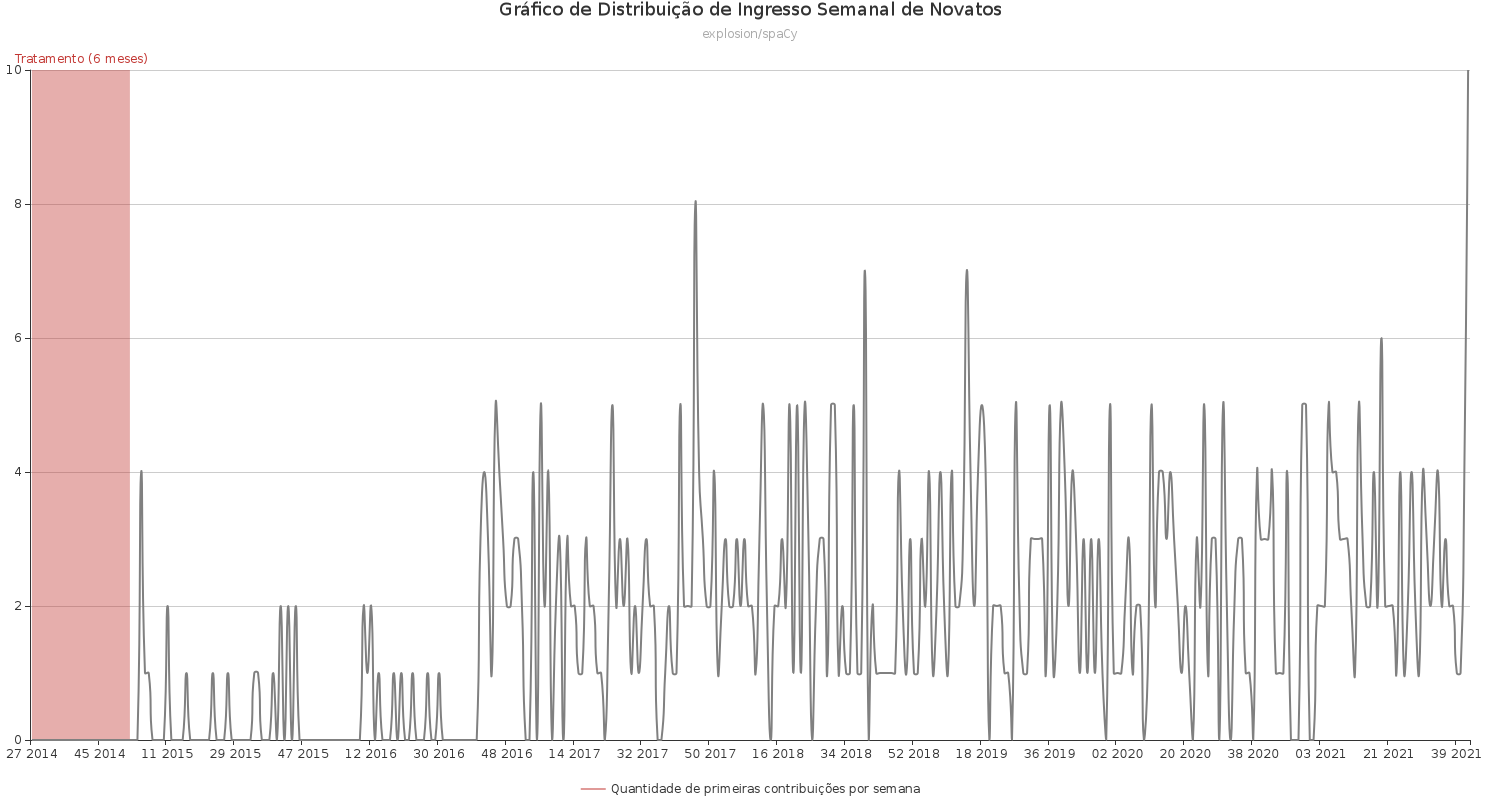 Gráfico de Distribuição de Ingresso Semanal de Novatos
explosion/spaCy
Tratamento (6 meses)
10
8
6
4
2
0
27 2014 45 2014 11 2015 29 2015 47 2015 12 2016 30 2016 48 2016 14 2017 32 2017 50 2017 16 2018 34 2018 52 2018 18 2019 36 2019 02 2020 20 2020 38 2020 03 2021 21 2021 39 2021
Quantidade de primeiras contribuições por semana